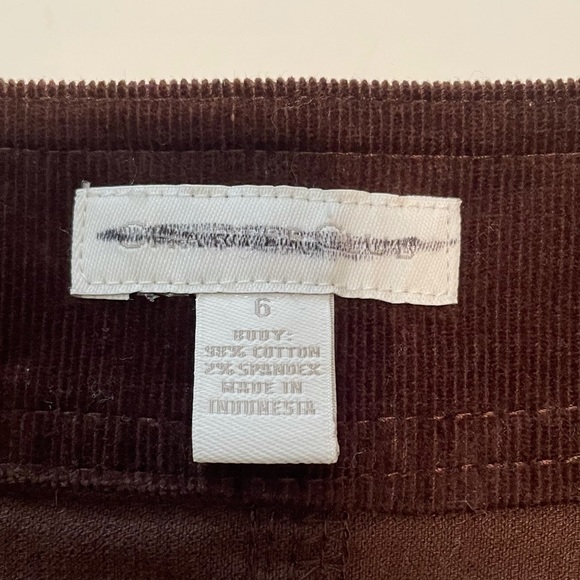 6
BODY:
98% COTTON
2% SPANDEX
MADE IN
INDONESIA